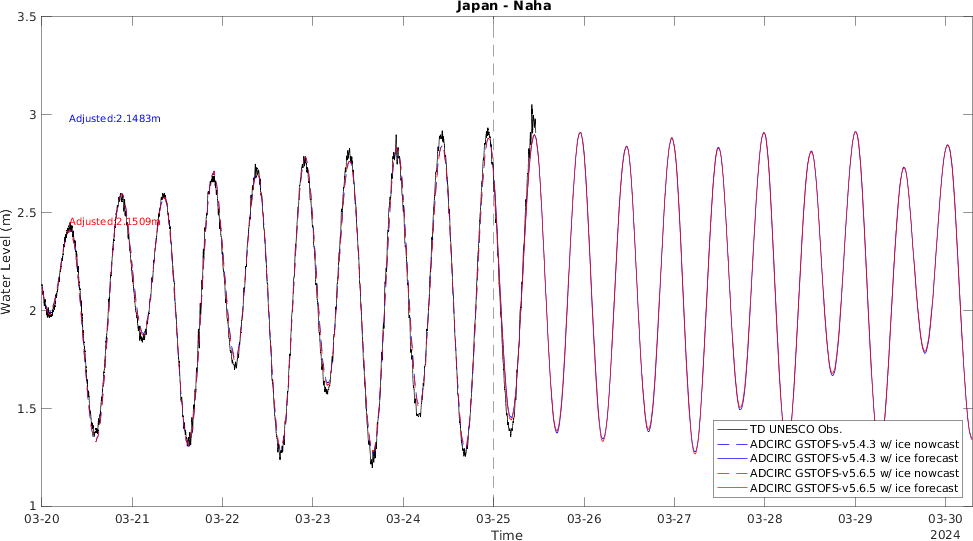 Japan - Naha
3.5
3
2.5
2
1.5
1
Water Level (m)
Adjusted:2.1483m
Adjusted:2.1509m
TD UNESCO Obs.
ADCIRC GSTOFS-v5.4.3 w/ ice nowcast
ADCIRC GSTOFS-v5.4.3 w/ ice forecast
ADCIRC GSTOFS-v5.6.5 w/ ice nowcast
ADCIRC GSTOFS-v5.6.5 w/ ice forecast
03-20 03-21 03-22 03-23 03-24 03-25 03-26 03-27 03-28 03-29 03-30
Time
2024